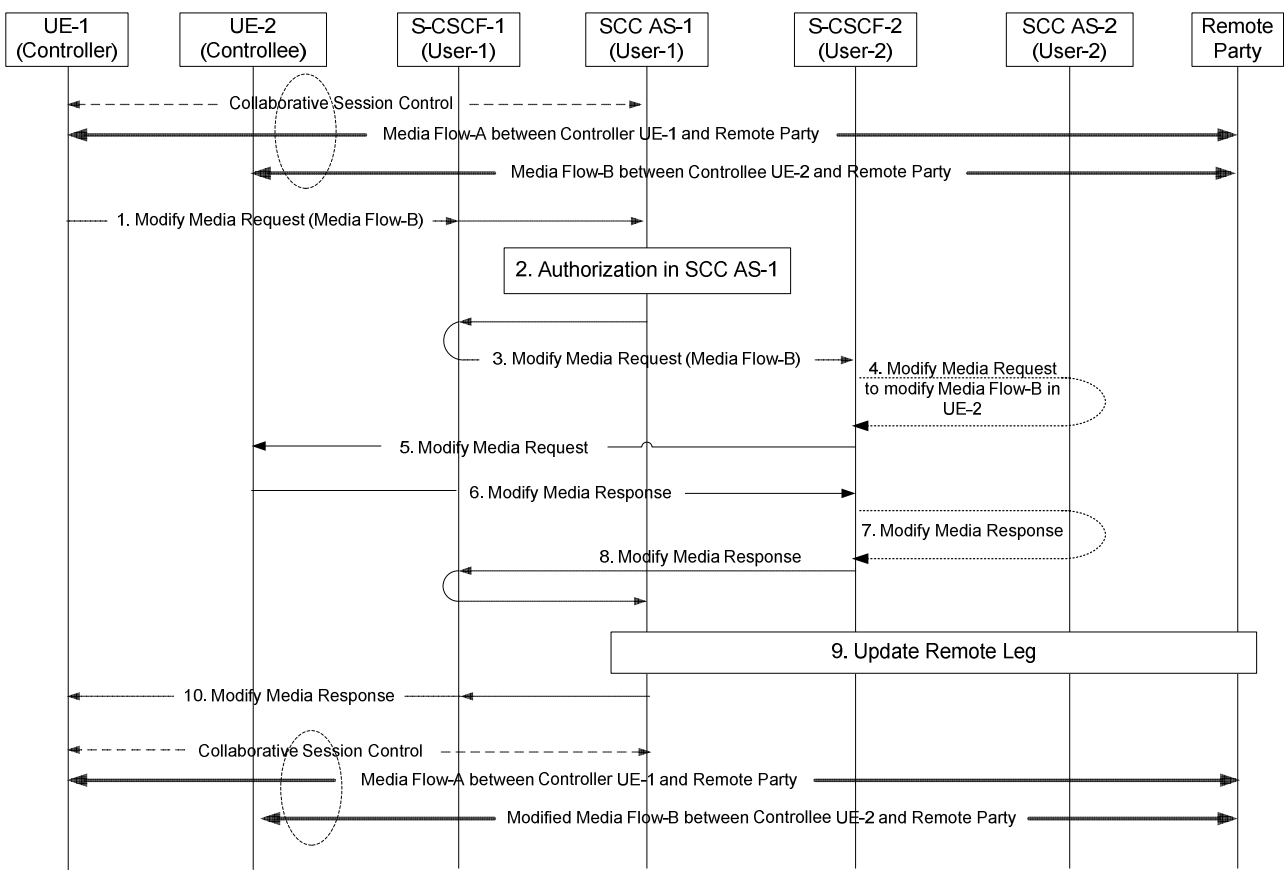 UE-1
(Controller)
UE-2
(Controllee)
S-CSCF-1
(User-1)
SCC AS-1
(User-1)
S-CSCF-2
(User-2)
SCC AS-2
(User-2)
Remote
Party
Collaborative Session Control
Media Flow-A between Controller UE-1 and Remote Party
Media Flow-B between Controllee UE-2 and Remote Party
1. Modify Media Request (Media Flow-B)
2. Authorization in SCC AS-1
3. Modify Media Request (Media Flow-B)
4. Modify Media Request
to modify Media Flow-B in
UE-2
5. Modify Media Request
6. Modify Media Response
7. Modify Media Response
8. Modify Media Response
9. Update Remote Leg
10. Modify Media Response
Collaborative Session Control
Media Flow-A between Controller UE-1 and Remote Party
Modified Media Flow-B between Controllee UE-2 and Remote Party